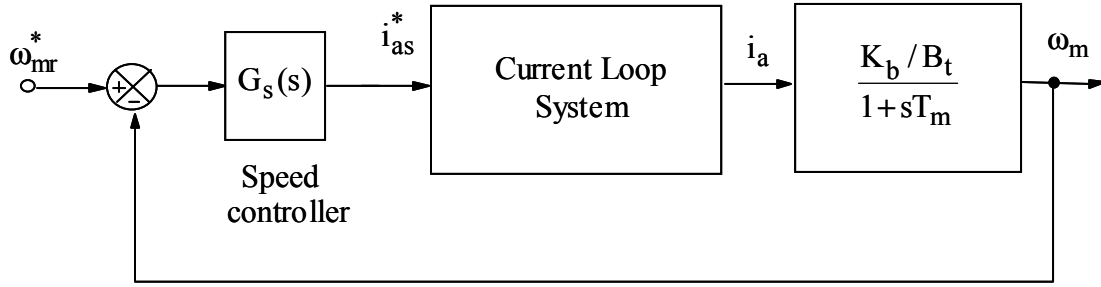 ω*mr
+
−
Gs(s)
Speed
controller
i*as
Current Loop
System
ia
Kb / Bt
1+sTm
ωm